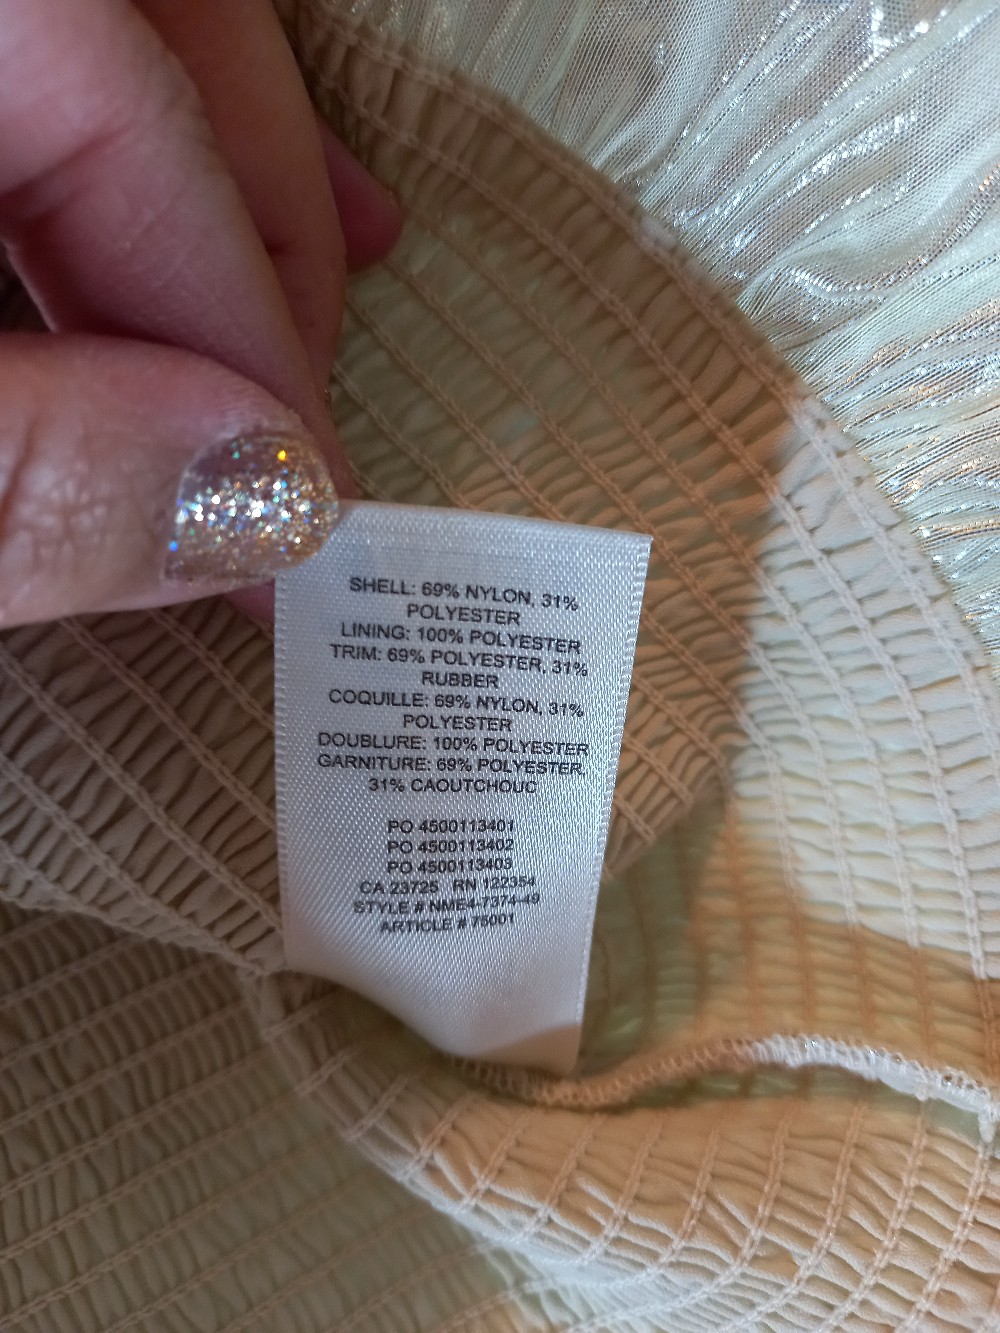 SHELL: 69% NYLON, 31%
POLYESTER
LINING: 100% POLYESTER
TRIM: 69% POLYESTER, 31%
RUBBER
COQUILLE: 69% NYLON, 31%
POLYESTER
DOUBLURE: 100% POLYESTER
GARNITURE: 69% POLYESTER,
31% CAOUTCHOUC
PO 4500113401
PO 4500113402
PO 4500113403
CA 23725 RN 122354
STYLE # NME4-7374-49
ARTICLE # 75001